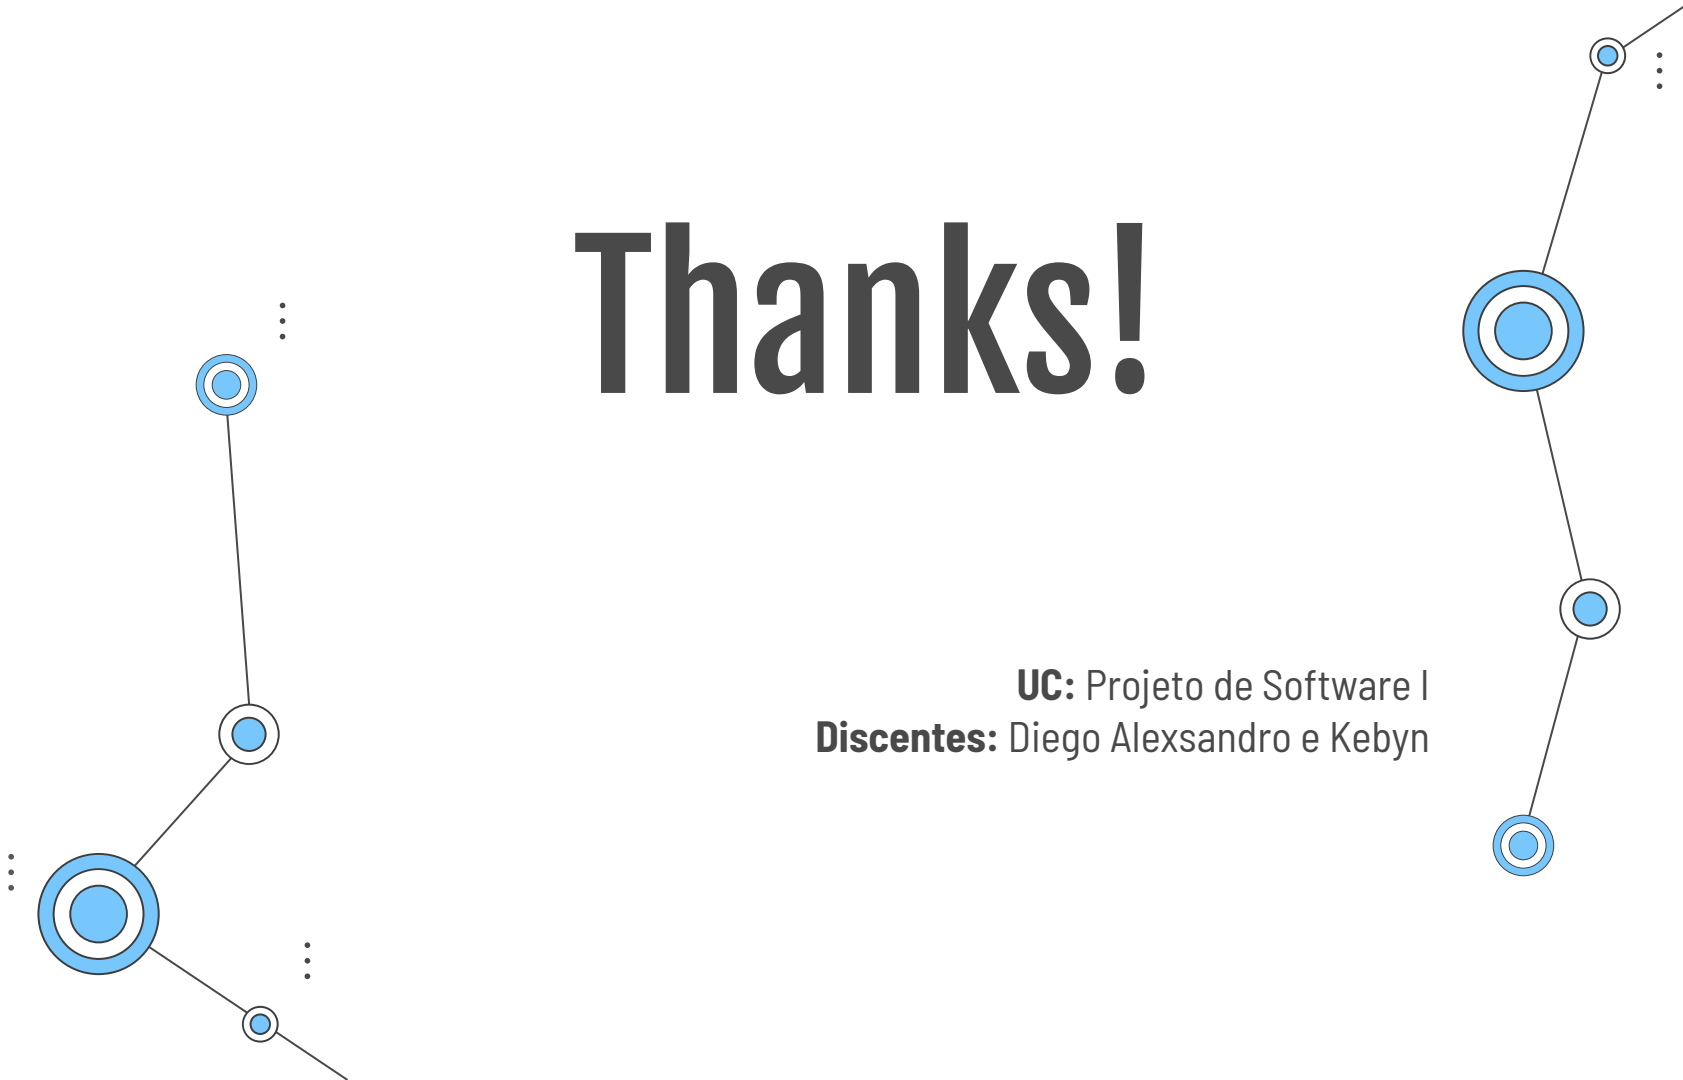 Thanks!
UC: Projeto de Software I
Discentes: Diego Alexsandro e Kebyn